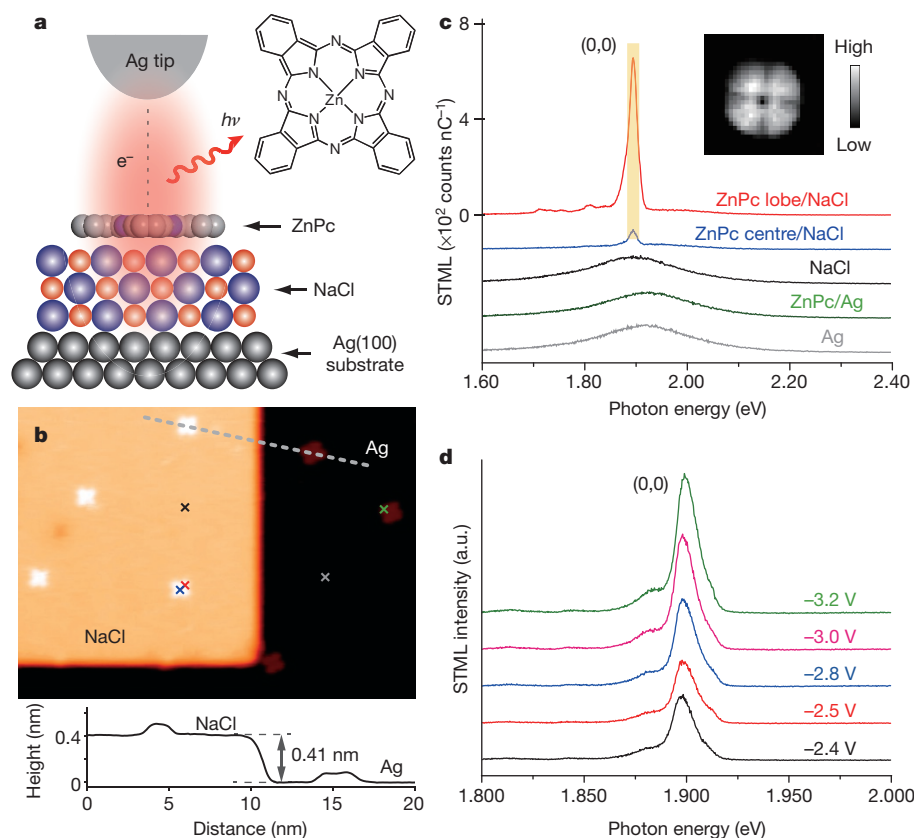 a
Ag tip
e⁻
hν
N
N
N
N
Zn
N
N
N
N
ZnPc
NaCl
Ag(100)
substrate
b
Ag
NaCl
Height (nm)
0.4
0
NaCl
0.41 nm
Ag
0 5 10 15 20
Distance (nm)
c
STML (×10² counts nC⁻¹)
8
4
0
(0,0)
High
Low
ZnPc lobe/NaCl
ZnPc centre/NaCl
NaCl
ZnPc/Ag
Ag
1.60 1.80 2.00 2.20 2.40
Photon energy (eV)
d
STML intensity (a.u.)
(0,0)
–3.2 V
–3.0 V
–2.8 V
–2.5 V
–2.4 V
1.800 1.850 1.900 1.950 2.000
Photon energy (eV)